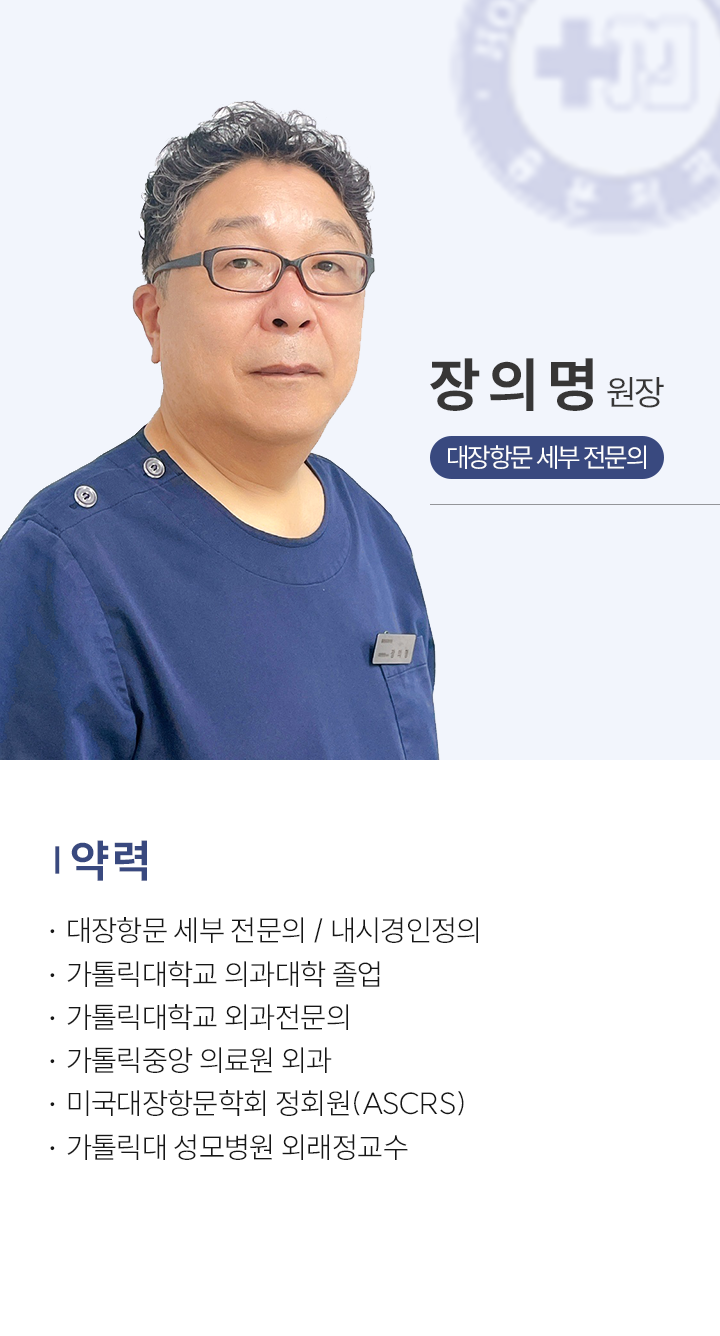 장의명 원장
대장항문 세부 전문의
약력
· 대장항문 세부 전문의 / 내시경인정의
· 가톨릭대학교 의과대학 졸업
· 가톨릭대학교 외과전문의
· 가톨릭중앙 의료원 외과
· 미국대장항문학회 정회원(ASCRS)
· 가톨릭대 성모병원 외래정교수